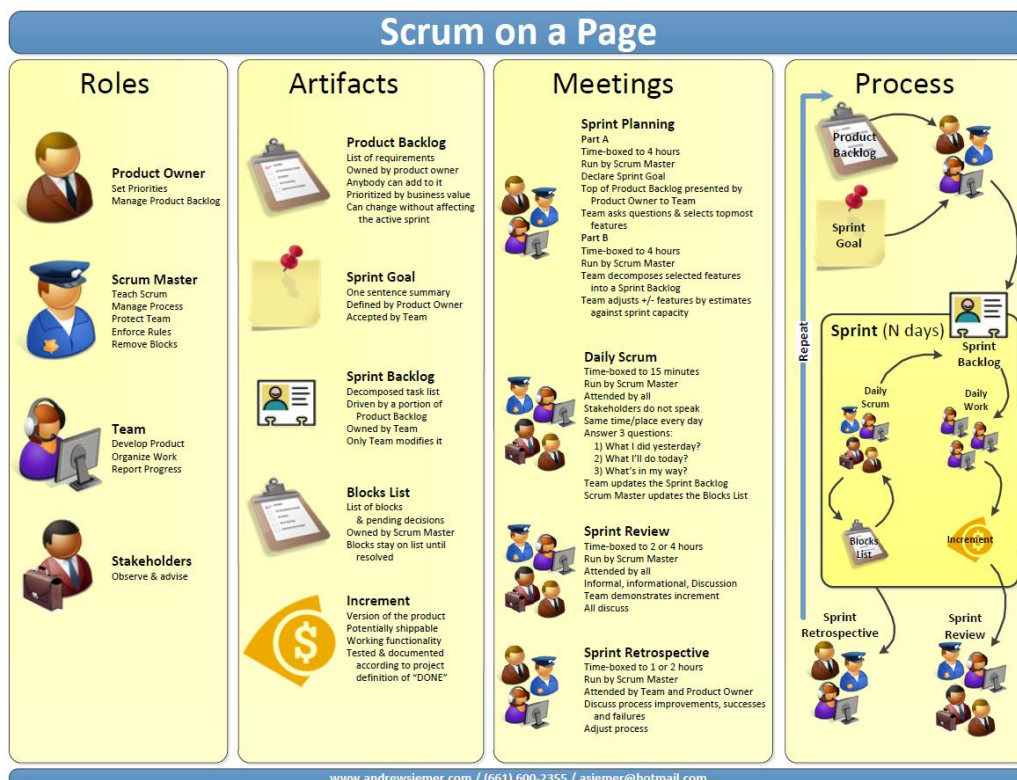 Scrum on a Page
Roles
Product Owner
Set Priorities
Manage Product Backlog
Scrum Master
Teach Scrum
Manage Process
Protect Team
Enforce Rules
Remove Blocks
Team
Develop Product
Organize Work
Report Progress
Stakeholders
Observe & advise
Artifacts
Product Backlog
List of requirements
Owned by product owner
Anybody can add to it
Prioritized by business value
Can change without affecting
the active sprint
Sprint Goal
One sentence summary
Defined by Product Owner
Accepted by Team
Sprint Backlog
Decomposed task list
Driven by a portion of
Product Backlog
Owned by Team
Only Team modifies it
Blocks List
List of blocks
& pending decisions
Owned by Scrum Master
Blocks stay on list until
resolved
Increment
Version of the product
Potentially shippable
Working functionality
Tested & documented
according to project
definition of “DONE”
Meetings
Sprint Planning
Part A
Time-boxed to 4 hours
Run by Scrum Master
Declare Sprint Goal
Top of Product Backlog presented by
Product Owner to Team
Team asks questions & selects topmost
features
Part B
Time-boxed to 4 hours
Run by Scrum Master
Team decomposes selected features
into a Sprint Backlog
Team adjusts +/- features by estimates
against sprint capacity
Daily Scrum
Time-boxed to 15 minutes
Run by Scrum Master
Attended by all
Stakeholders do not speak
Same time/place every day
Answer 3 questions:
1) What I did yesterday?
2) What I’ll do today?
3) What’s in my way?
Team updates the Sprint Backlog
Scrum Master updates the Blocks List
Sprint Review
Time-boxed to 2 or 4 hours
Run by Scrum Master
Attended by all
Informal, informational, Discussion
Team demonstrates increment
All discuss
Sprint Retrospective
Time-boxed to 1 or 2 hours
Run by Scrum Master
Attended by Team and Product Owner
Discuss process improvements, successes
and failures
Adjust process
Process
Product
Backlog
Sprint
Goal
Repeat
Sprint (N days)
Sprint
Backlog
Daily
Scrum
Daily
Work
Blocks
List
Increment
Sprint
Retrospective
Sprint
Review
www.andrewsiemer.com / (661) 600-2355 / asiemer@hotmail.com